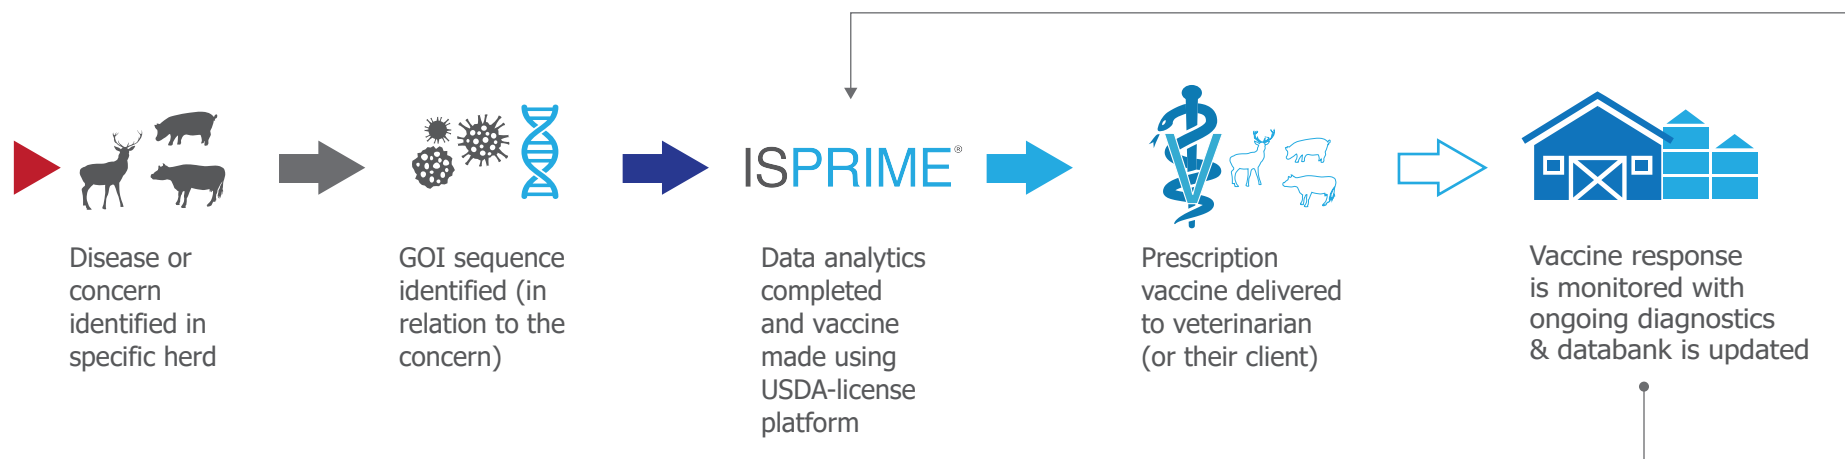 ISPRIME®
Disease or
concern
identified in
specific herd
GOI sequence
identified (in
relation to the
concern)
Data analytics
completed
and vaccine
made using
USDA-license
platform
Prescription
vaccine delivered
to veterinarian
(or their client)
Vaccine response
is monitored with
ongoing diagnostics
& databank is updated